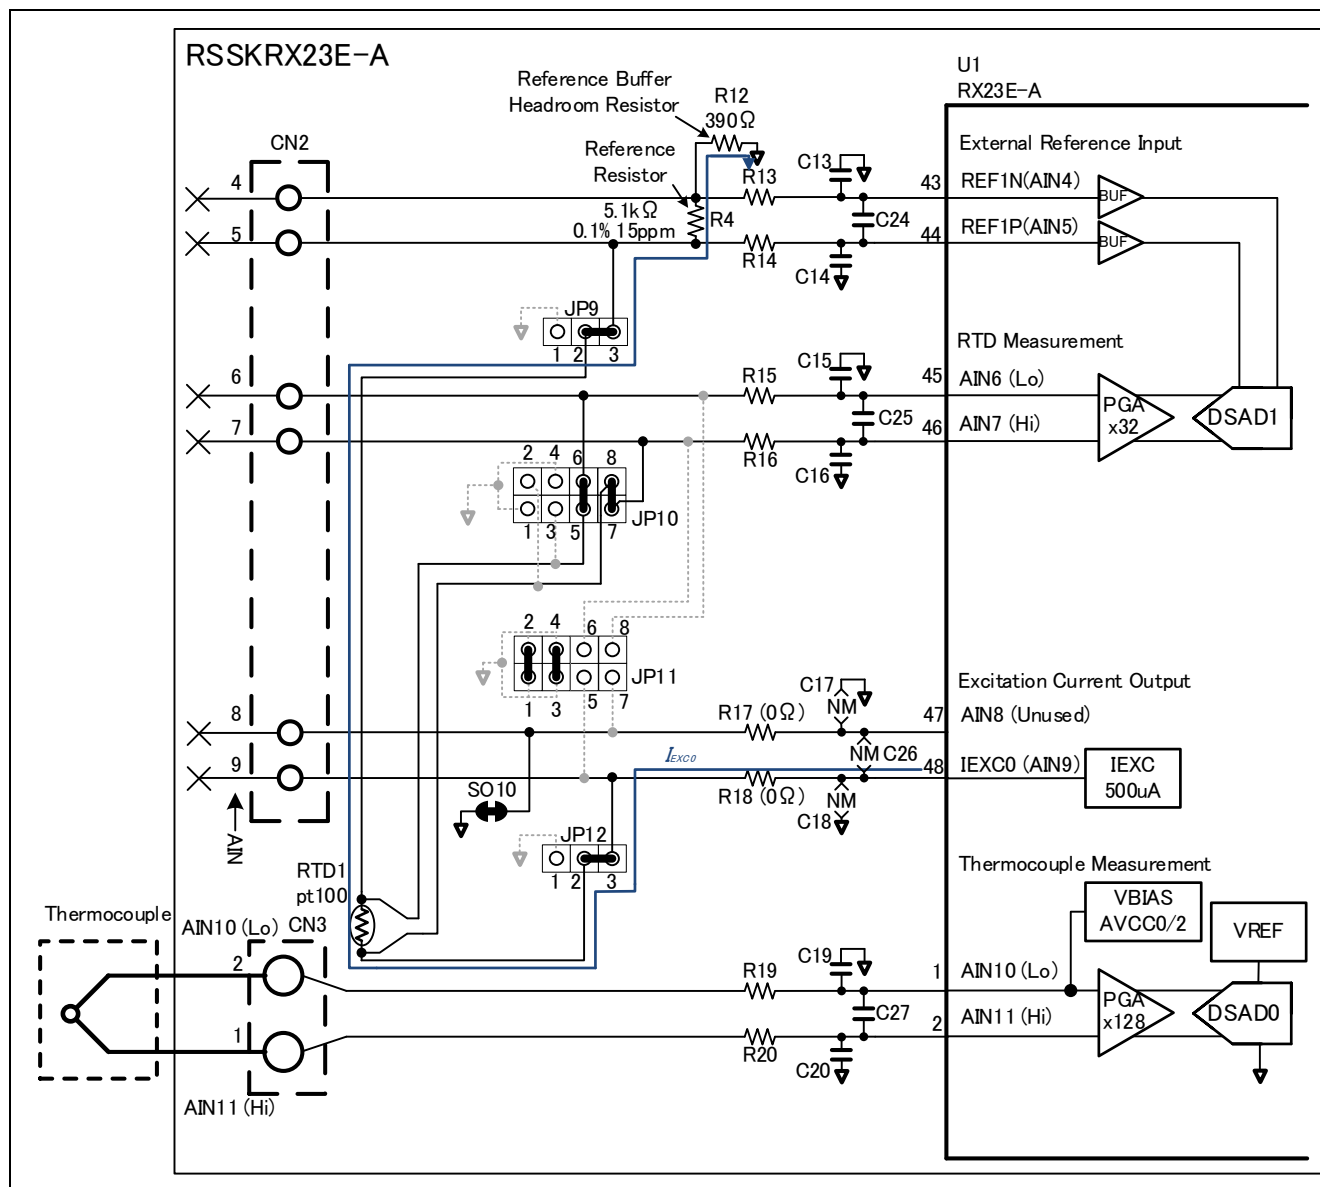 RSSKRX23E-A
U1
RX23E-A
Reference Buffer
Headroom Resistor
R12
390Ω
CN2
Reference
Resistor
External Reference Input
C13
4
R13
43
REF1N(AIN4)
BUF
5.1kΩ
0.1% 15ppm
R4
C24
5
R14
44
REF1P(AIN5)
BUF
C14
JP9
1
2
3
RTD Measurement
C15
6
R15
45
AIN6 (Lo)
PGA
x32
DSAD1
C25
7
R16
46
AIN7 (Hi)
C16
2
4
6
8
JP10
1
3
5
7
2
4
6
8
JP11
1
3
5
7
Excitation Current Output
C17
NM
8
R17 (0Ω)
47
AIN8 (Unused)
NM
C26
9
IEXC0
R18 (0Ω)
48
IEXC0 (AIN9)
IEXC
500uA
NM
C18
SO10
AIN
JP12
1
2
3
RTD1
pt100
Thermocouple Measurement
VBIAS
AVCC0/2
VREF
Thermocouple
AIN10 (Lo)
CN3
C19
2
R19
1
AIN10 (Lo)
PGA
x128
DSAD0
C27
1
R20
2
AIN11 (Hi)
C20
AIN11 (Hi)